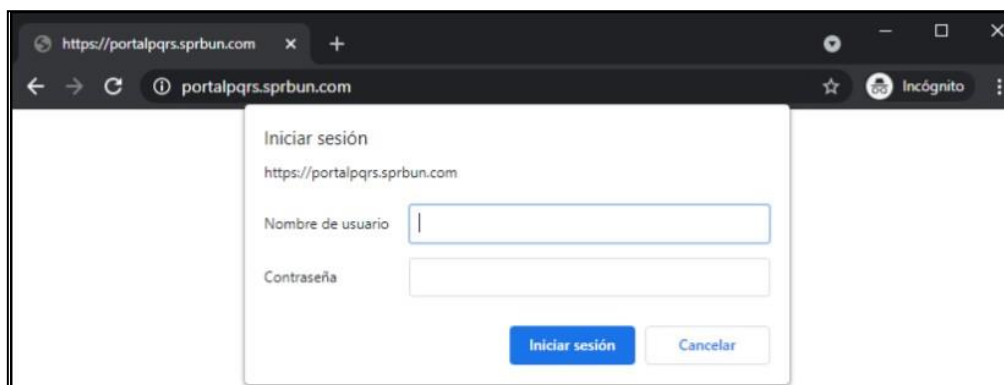 https://portalpqrs.sprbun.com
portalpqrs.sprbun.com
Incógnito
Iniciar sesión
https://portalpqrs.sprbun.com
Nombre de usuario
Contraseña
Iniciar sesión Cancelar